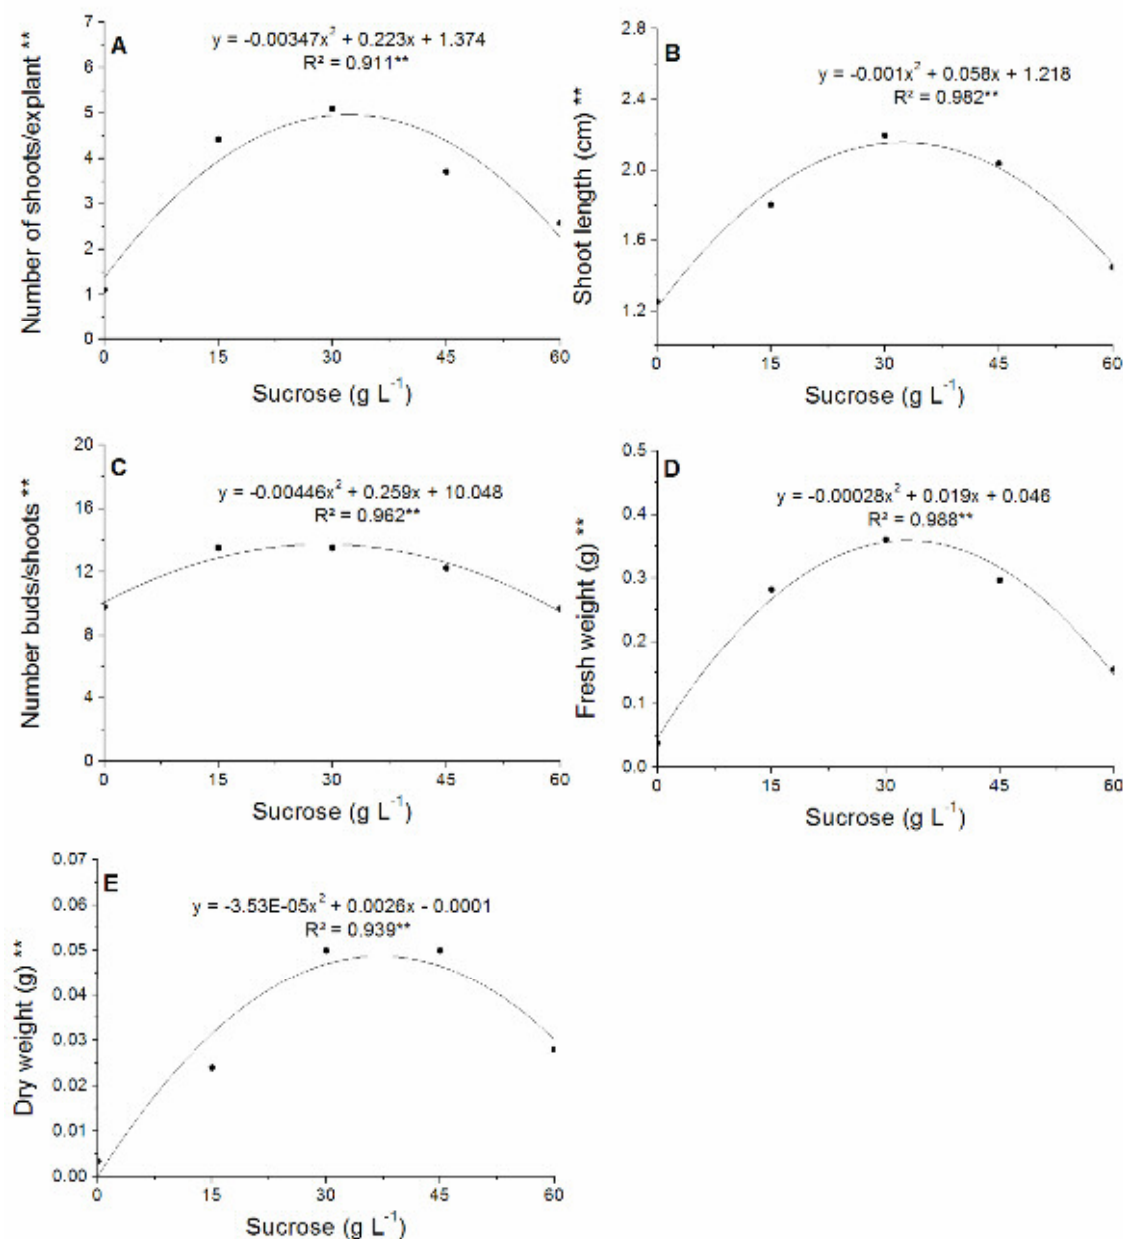 A
y = -0.00347x² + 0.223x + 1.374
R² = 0.911**
Number of shoots/explant **
7
6
5
4
3
2
1
0
0 15 30 45 60
Sucrose (g L⁻¹)
B
y = -0.001x² + 0.058x + 1.218
R² = 0.982**
Shoot length (cm) **
2.8
2.4
2.0
1.6
1.2
0 15 30 45 60
Sucrose (g L⁻¹)
C
y = -0.00446x² + 0.259x + 10.048
R² = 0.962**
Number buds/shoots **
20
16
12
8
4
0
0 15 30 45 60
Sucrose (g L⁻¹)
D
y = -0.00028x² + 0.019x + 0.046
R² = 0.988**
Fresh weight (g) **
0.5
0.4
0.3
0.2
0.1
0.0
0 15 30 45 60
Sucrose (g L⁻¹)
E
y = -3.53E-05x² + 0.0026x - 0.0001
R² = 0.939**
Dry weight (g) **
0.07
0.06
0.05
0.04
0.03
0.02
0.01
0.00
0 15 30 45 60
Sucrose (g L⁻¹)